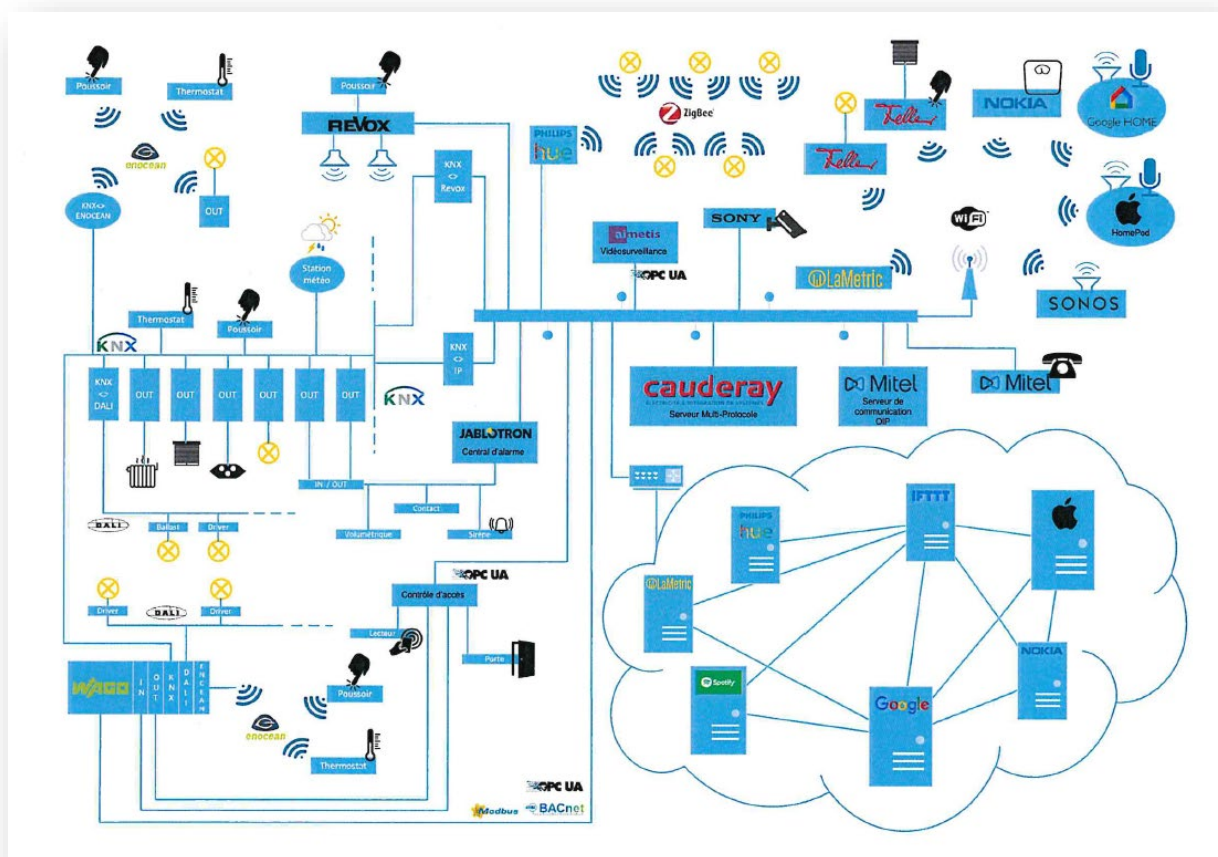 Poussoir
Thermostat
enocean
KNX<>
ENOCEAN
OUT
Poussoir
REVOX
KNX
<>
Revox
PHILIPS
hue
ZigBee
Feller
Feller
NOKIA
Google HOME
HomePod
WiFi
SONOS
LaMetric
SONY
Vidéosurveillance
OPC UA
Station
météo
Thermostat
Poussoir
KNX
KNX
<>
DALI
OUT
OUT
OUT
OUT
OUT
OUT
KNX
KNX
<>
IP
IN / OUT
JABLOTRON
Central d'alarme
Contact
Volumétrique
Sirène
cauderay
Serveur Multi-Protocole
Mitel
Serveur de
communication
OIP
Mitel
DALI
Ballast
Driver
Driver
DALI
Driver
OPC UA
Contrôle d'accès
Lecteur
Porte
WAGO
IN
OUT
KNX
DALI
enocean
Poussoir
Thermostat
OPC UA
Modbus
BACnet
PHILIPS
hue
IFTTT
LaMetric
Spotify
Google
NOKIA